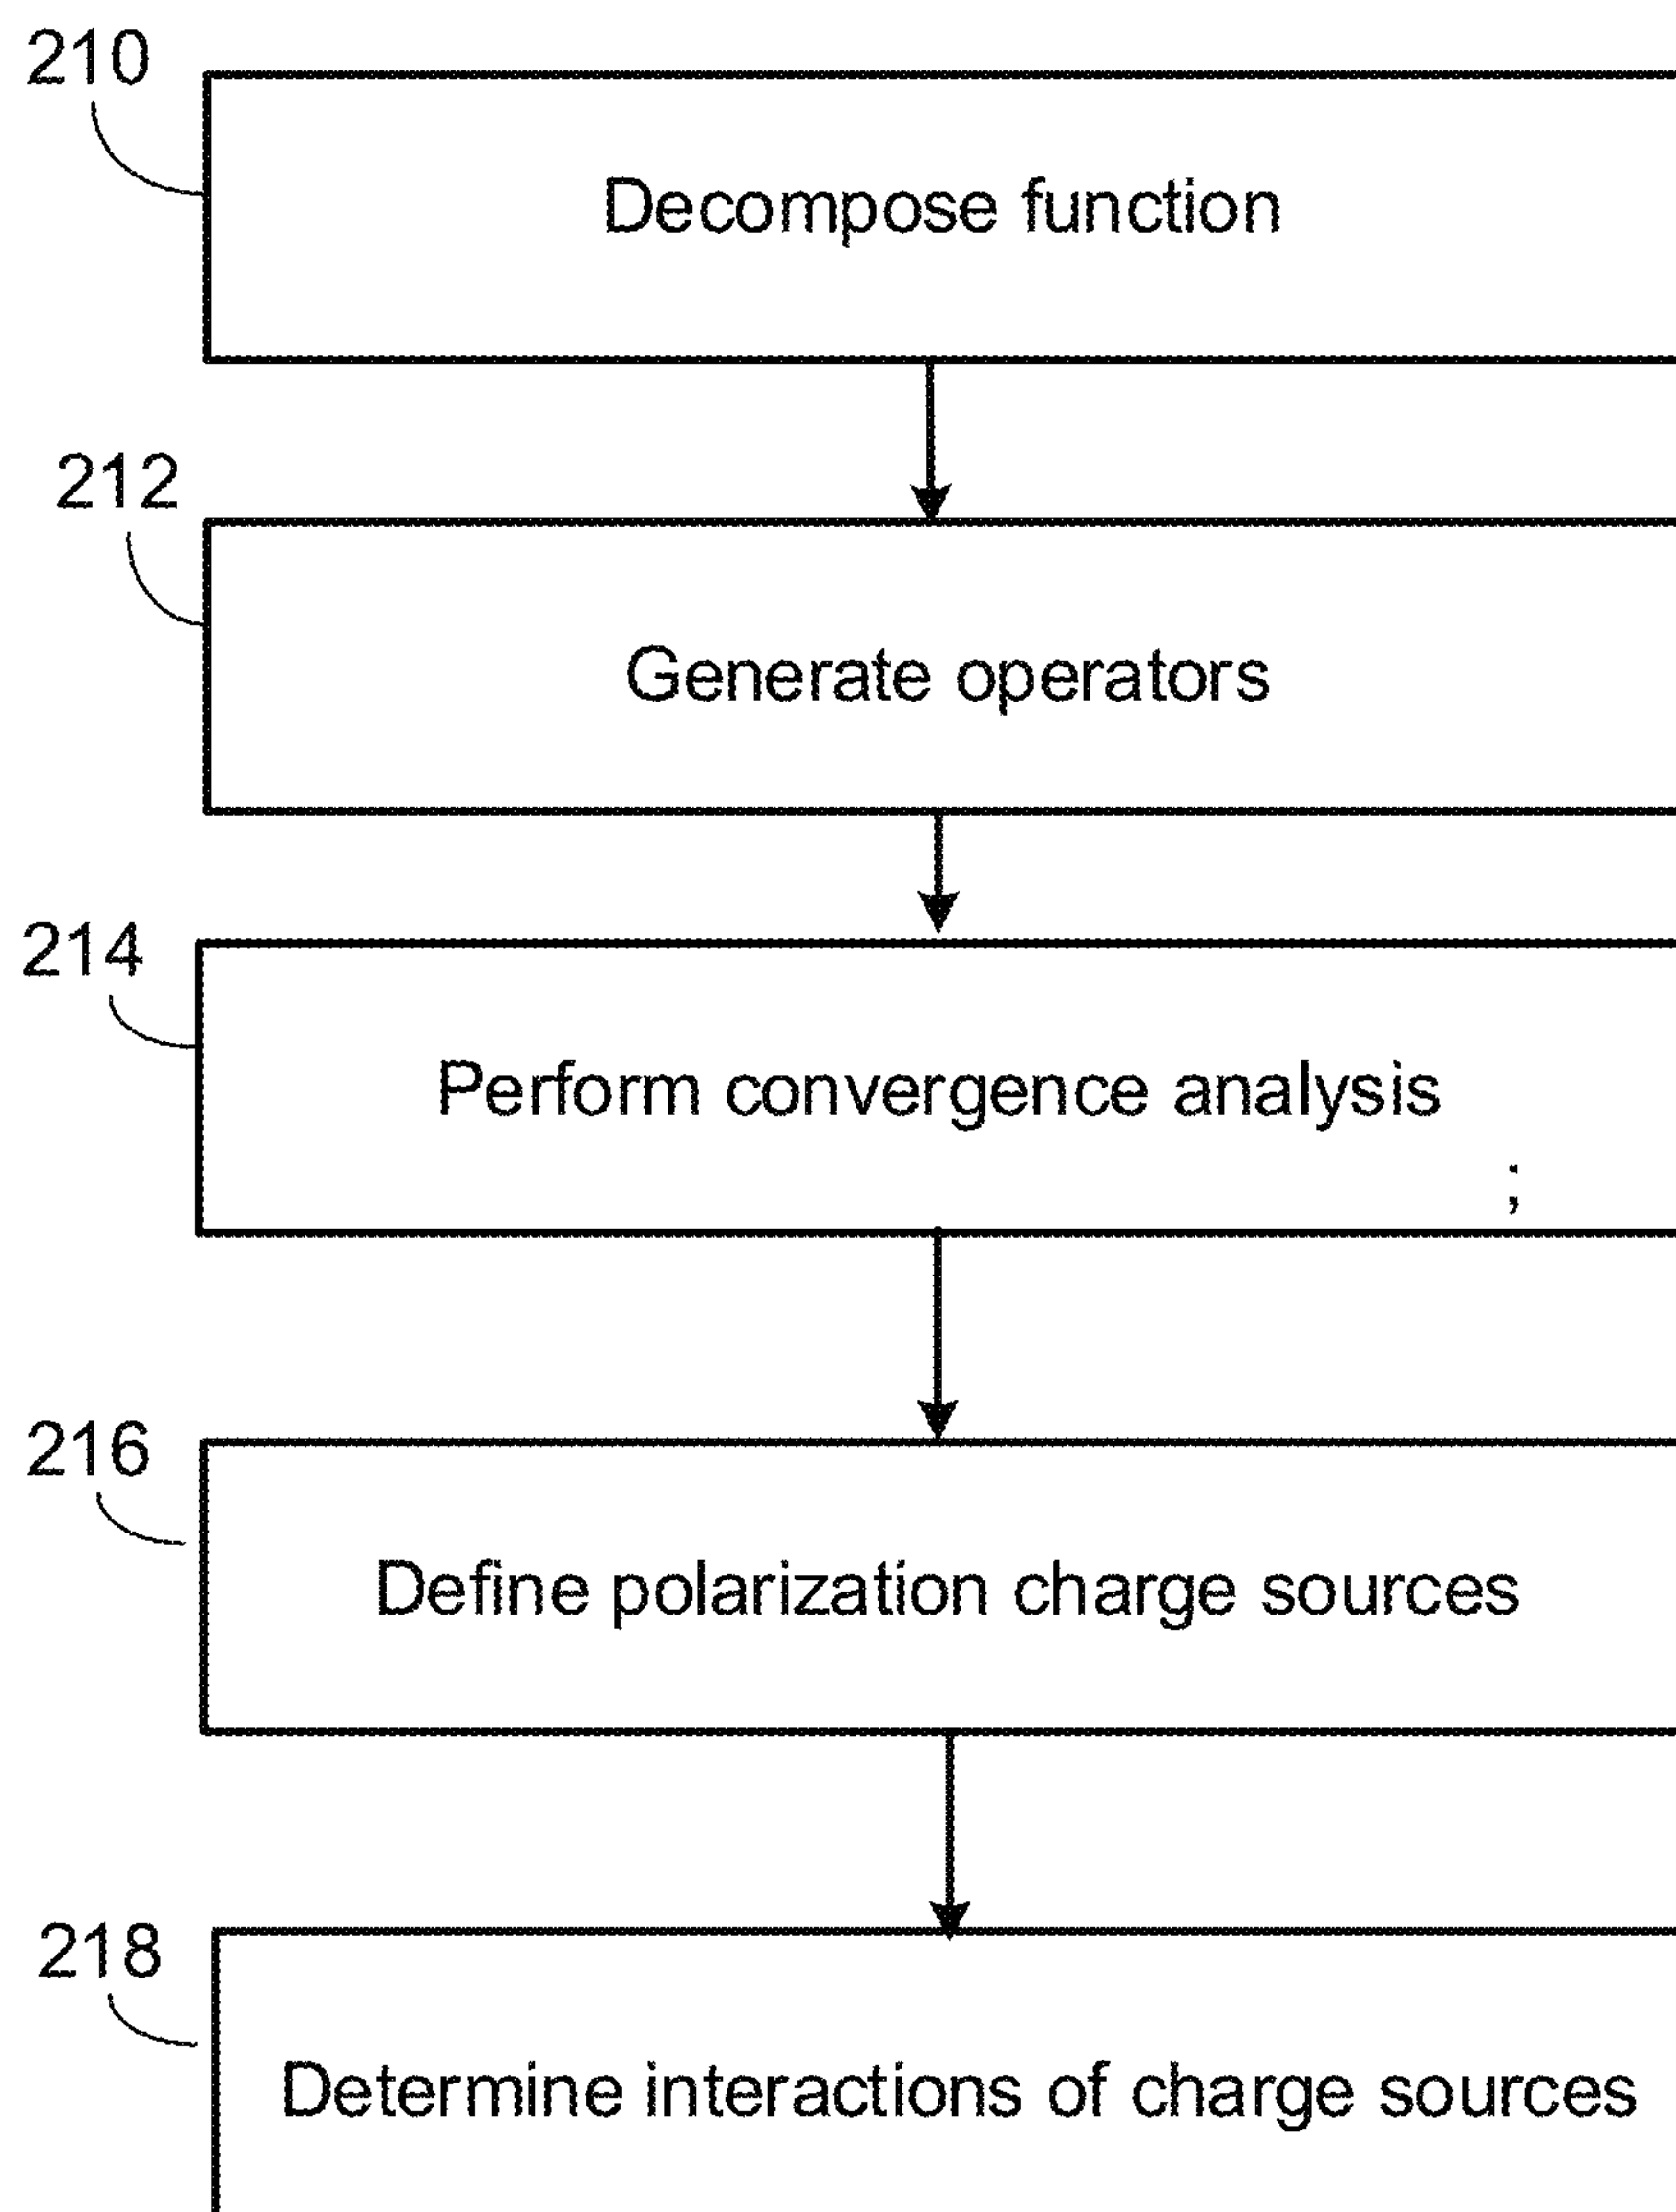 210
Decompose function
212
Generate operators
214
Perform convergence analysis
;
216
Define polarization charge sources
218
Determine interactions of charge sources